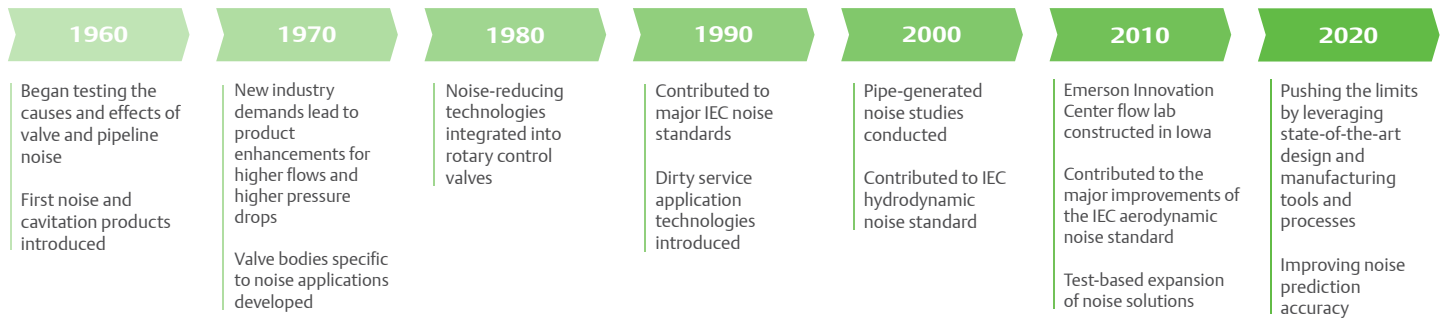 1960
Began testing the
causes and effects of
valve and pipeline
noise
First noise and
cavitation products
introduced
1970
New industry
demands lead to
product
enhancements for
higher flows and
higher pressure
drops
Valve bodies specific
to noise applications
developed
1980
Noise-reducing
technologies
integrated into
rotary control
valves
1990
Contributed to
major IEC noise
standards
Dirty service
application
technologies
introduced
2000
Pipe-generated
noise studies
conducted
Contributed to IEC
hydrodynamic
noise standard
2010
Emerson Innovation
Center flow lab
constructed in Iowa
Contributed to the
major improvements of
the IEC aerodynamic
noise standard
Test-based expansion
of noise solutions
2020
Pushing the limits
by leveraging
state-of-the-art
design and
manufacturing
tools and
processes
Improving noise
prediction
accuracy